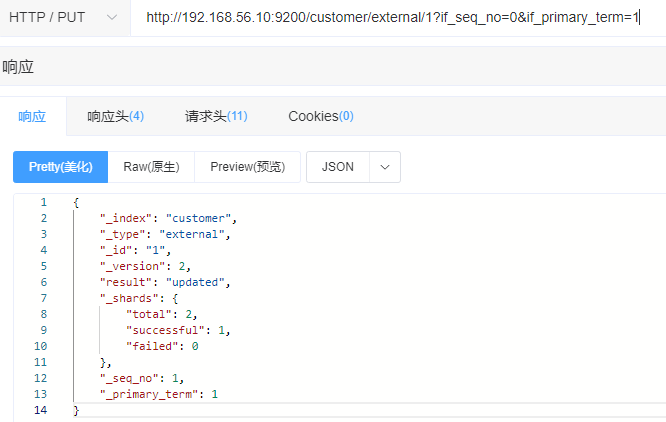 HTTP / PUT http://192.168.56.10:9200/customer/external/1?if_seq_no=0&if_primary_term=1
响应
响应 响应头(4) 请求头(11) Cookies(0)
Pretty(美化) Raw(原生) Preview(预览) JSON
1 {
2 "_index": "customer",
3 "_type": "external",
4 "_id": "1",
5 "_version": 2,
6 "result": "updated",
7 "_shards": {
8 "total": 2,
9 "successful": 1,
10 "failed": 0
11 },
12 "_seq_no": 1,
13 "_primary_term": 1
14 }